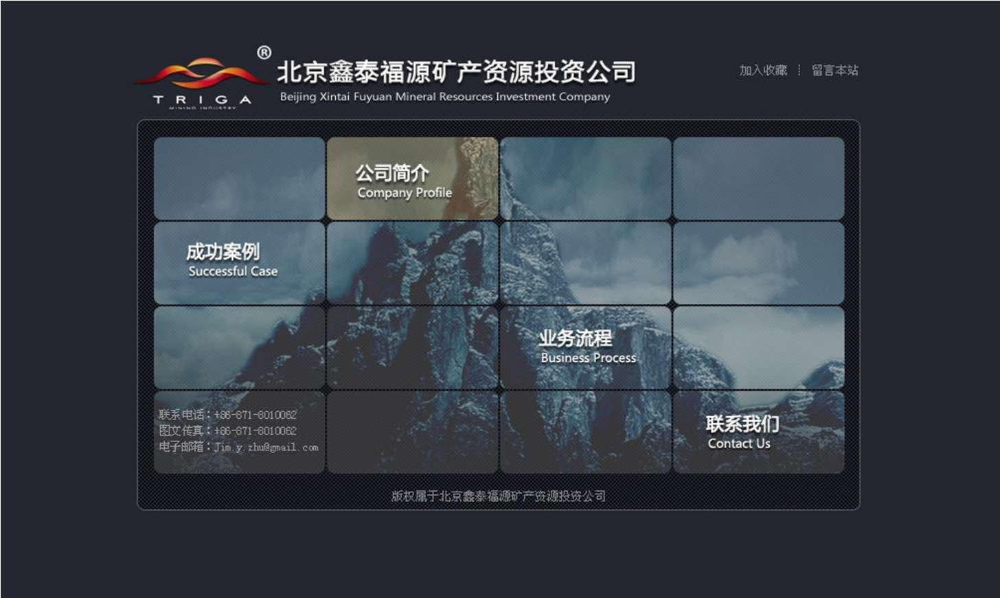 ®
北京鑫泰福源矿产资源投资公司
加入收藏 ┊ 留言本站
Beijing Xintai Fuyuan Mineral Resources Investment Company
TRIGA
MINING INDUSTRY
公司简介
Company Profile
成功案例
Successful Case
业务流程
Business Process
联系电话：+86-871-8010062
图文传真：+86-871-8010062
电子邮箱：Jim.y.zhu@gmail.com
联系我们
Contact Us
版权属于北京鑫泰福源矿产资源投资公司